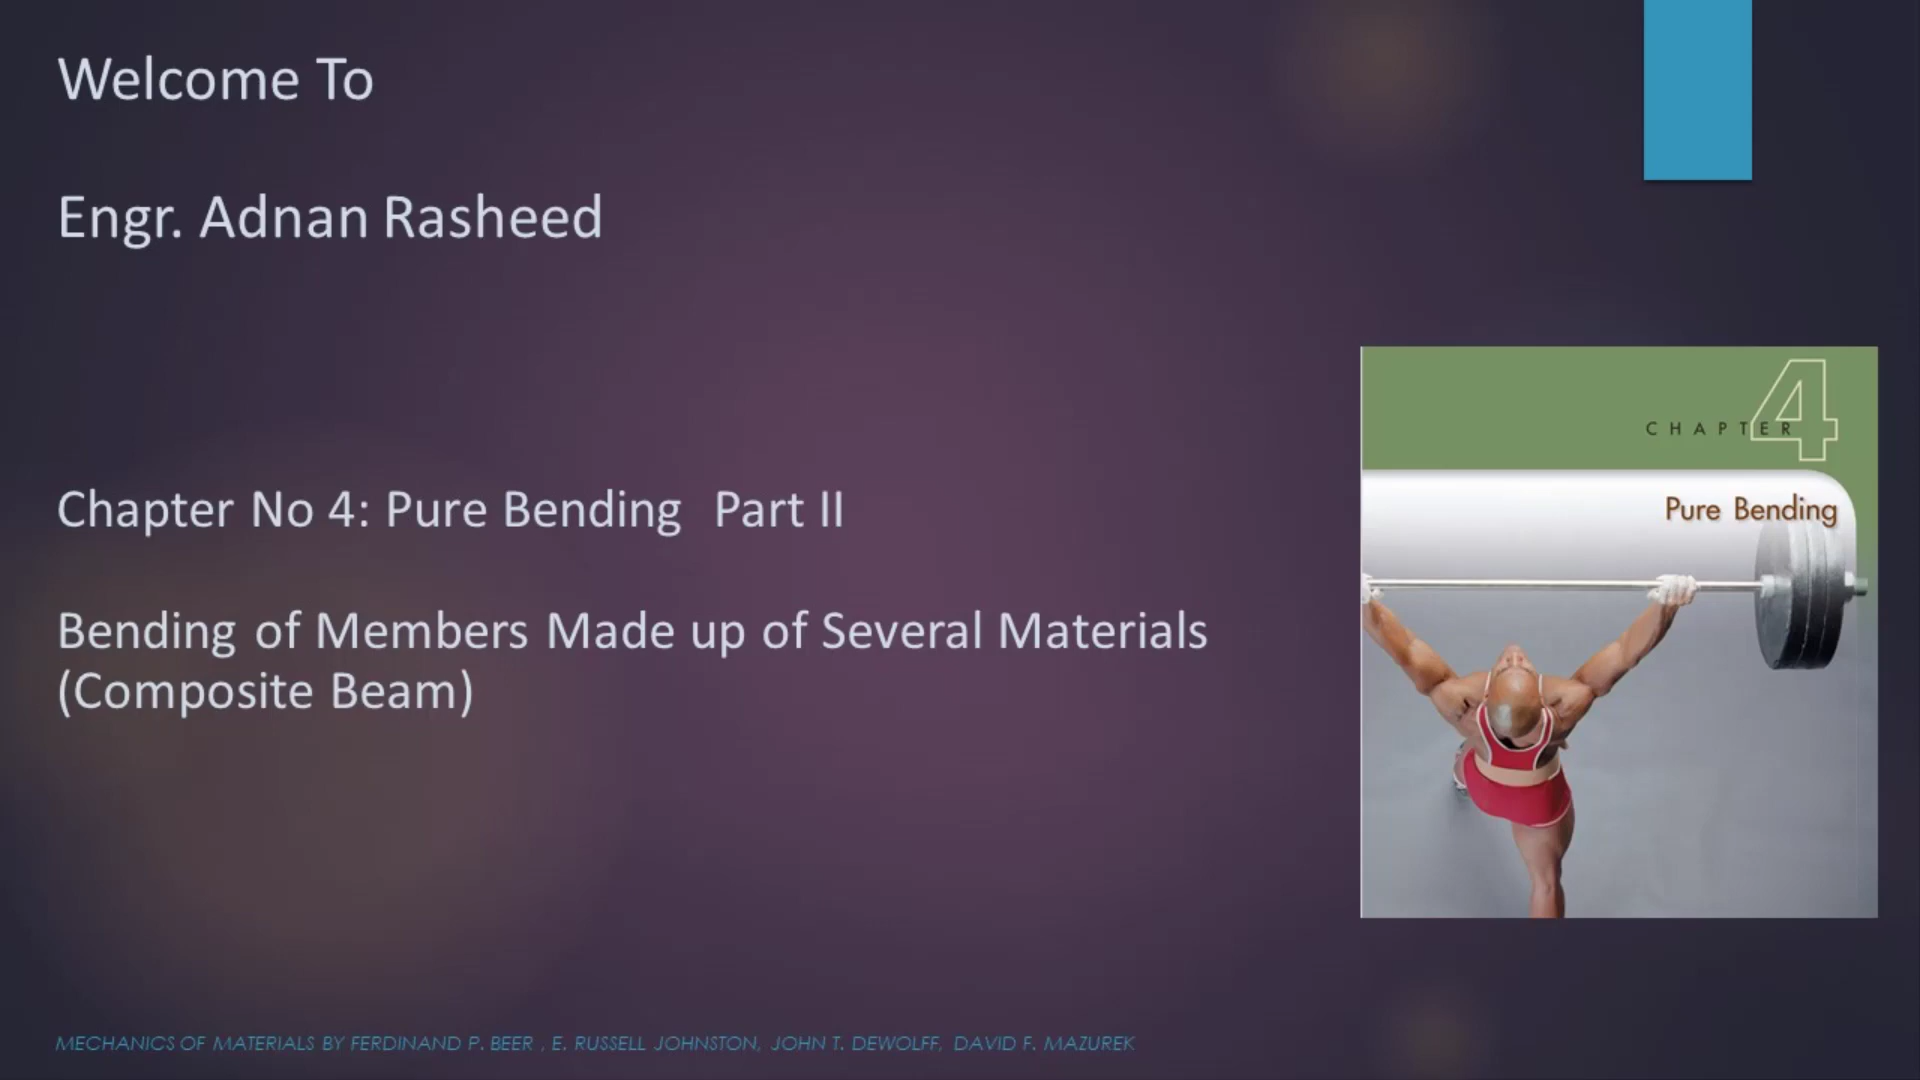 Welcome To
Engr. Adnan Rasheed
Chapter No 4: Pure Bending Part II
Bending of Members Made up of Several Materials
(Composite Beam)
CHAPTER 4
Pure Bending
MECHANICS OF MATERIALS BY FERDINAND P. BEER , E. RUSSELL JOHNSTON, JOHN T. DEWOLFF, DAVID F. MAZUREK